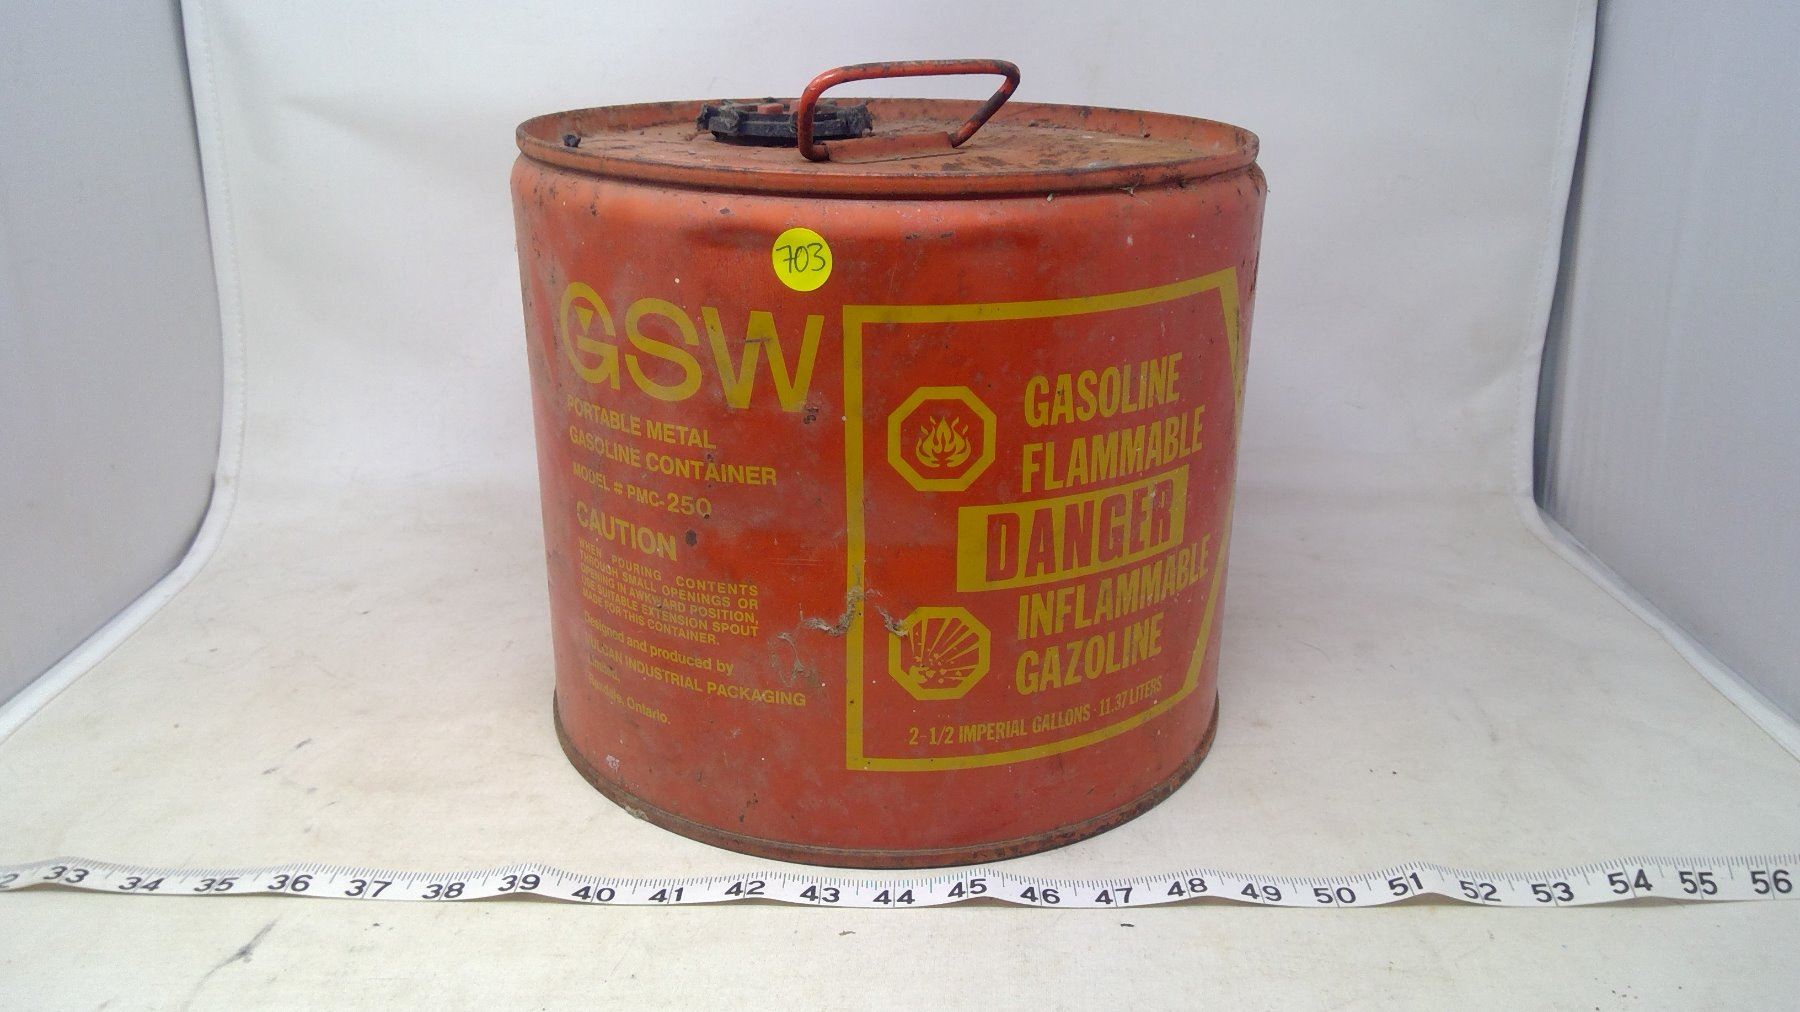 703
GSW
PORTABLE METAL
GASOLINE CONTAINER
MODEL # PMC-250
CAUTION
WHEN POURING CONTENTS
THROUGH SMALL OPENINGS OR
OPENING IN AWKWARD POSITION,
USE SUITABLE EXTENSION SPOUT
MADE FOR THIS CONTAINER.
Designed and produced by
VULCAN INDUSTRIAL PACKAGING
Limited,
Ontario.
GASOLINE
FLAMMABLE
DANGER
INFLAMMABLE
GAZOLINE
2-1/2 IMPERIAL GALLONS - 11.37 LITERS
33 34 35 36 37 38 39 40 41 42 43 44 45 46 47 48 49 50 51 52 53 54 55 56